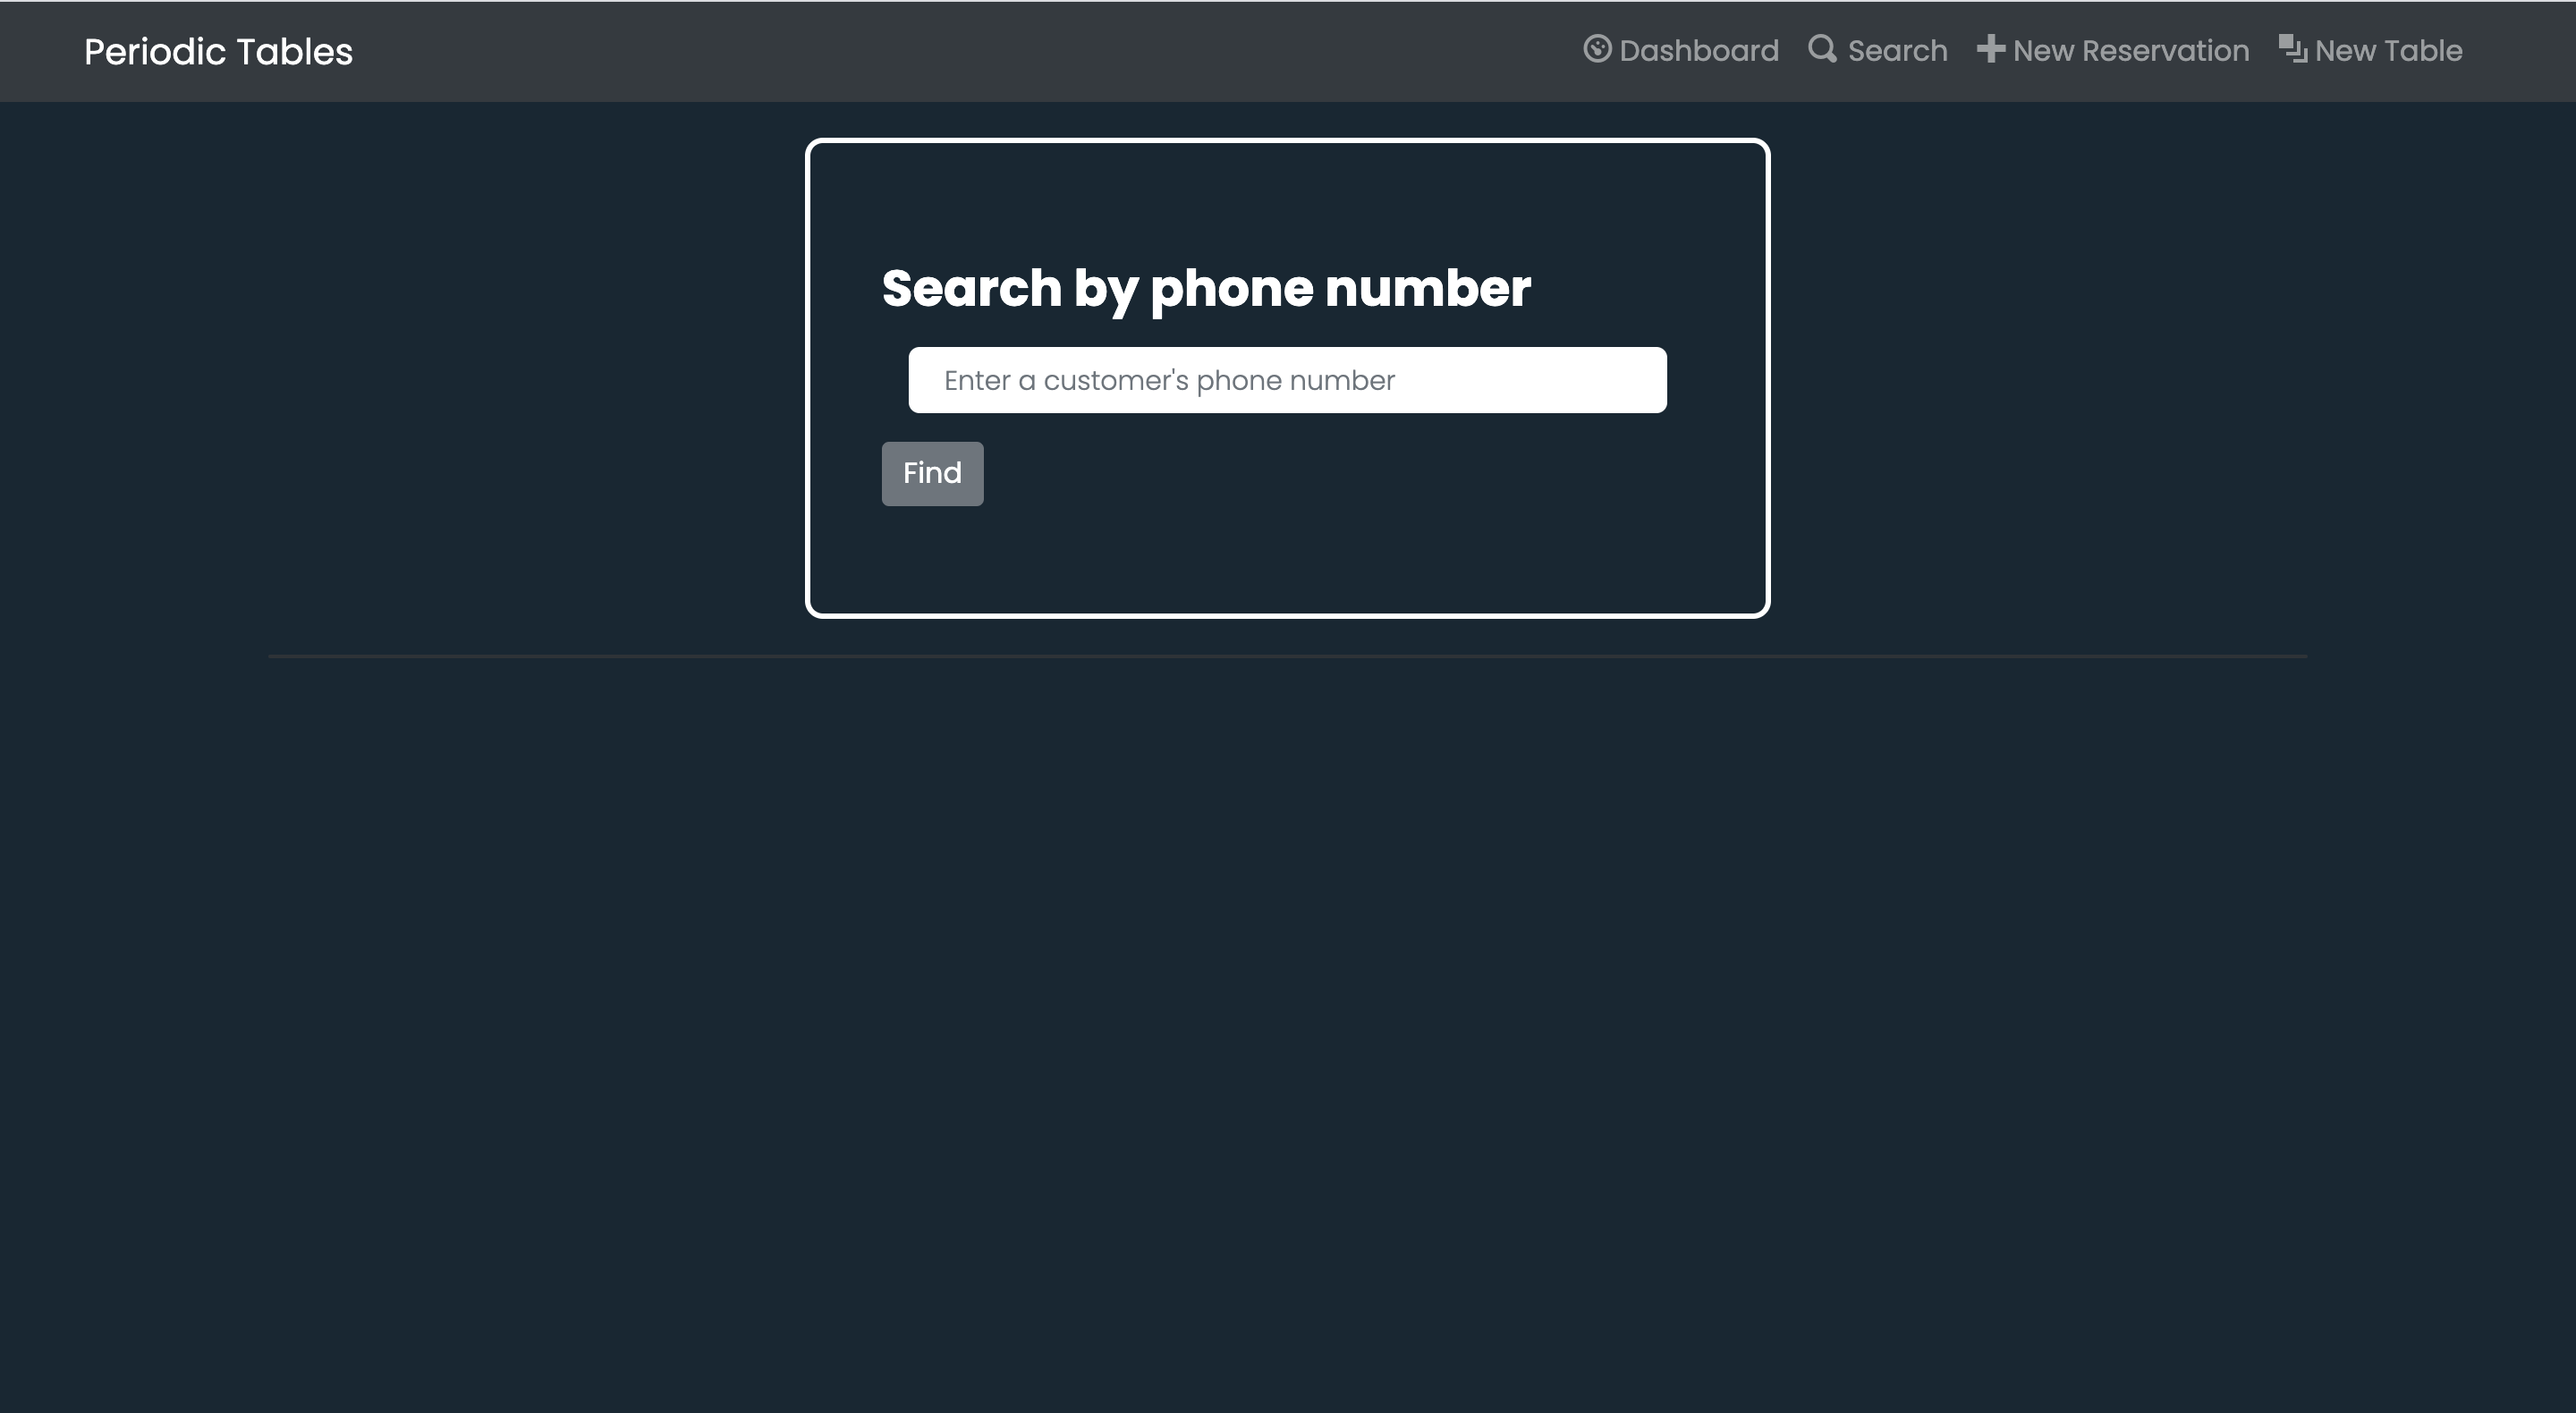 Periodic Tables
Dashboard
Search
New Reservation
New Table
Search by phone number
Enter a customer's phone number
Find